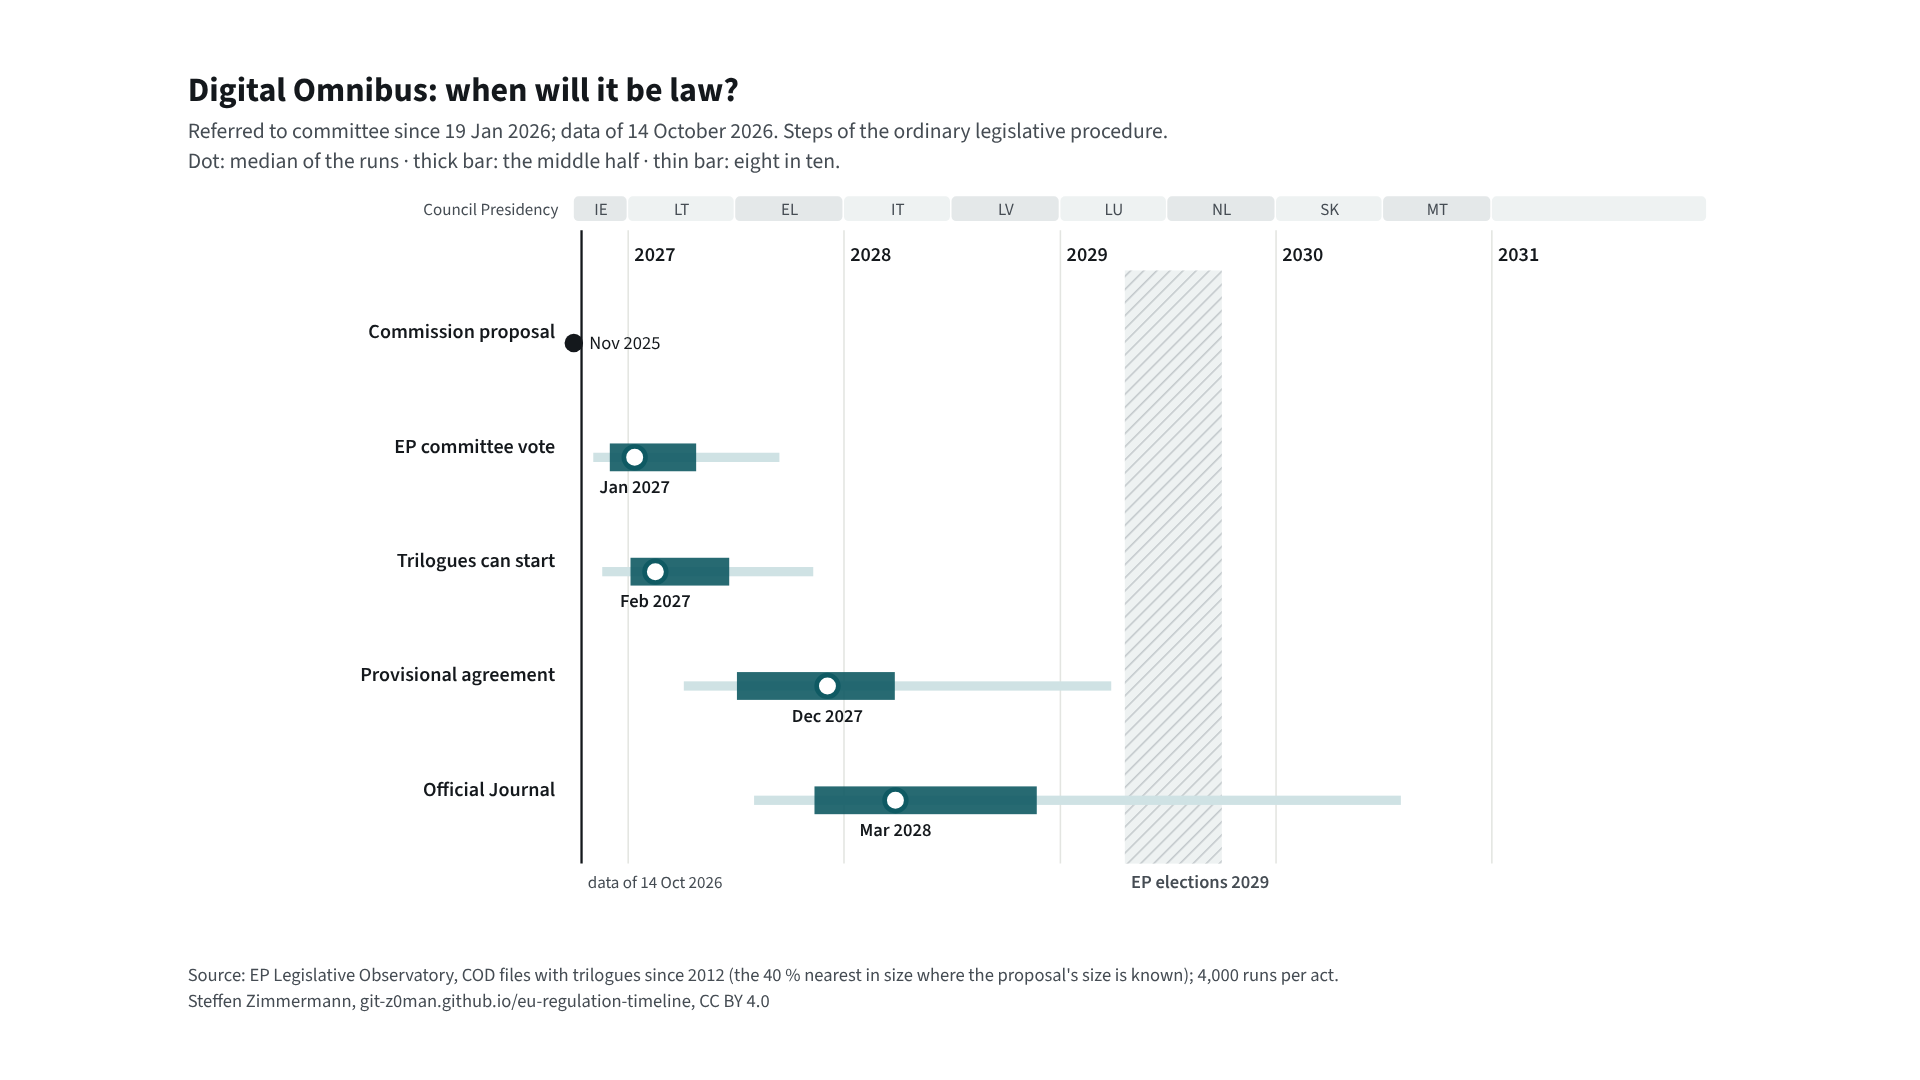 Digital Omnibus: when will it be law?
Referred to committee since 19 Jan 2026; data of 14 October 2026. Steps of the ordinary legislative procedure.
Dot: median of the runs · thick bar: the middle half · thin bar: eight in ten.
Council Presidency IE LT EL IT LV LU NL SK MT
2027 2028 2029 2030 2031
Commission proposal
Nov 2025
EP committee vote
Jan 2027
Trilogues can start
Feb 2027
Provisional agreement
Dec 2027
Official Journal
Mar 2028
data of 14 Oct 2026 EP elections 2029
Source: EP Legislative Observatory, COD files with trilogues since 2012 (the 40 % nearest in size where the proposal's size is known); 4,000 runs per act.
Steffen Zimmermann, git-z0man.github.io/eu-regulation-timeline, CC BY 4.0